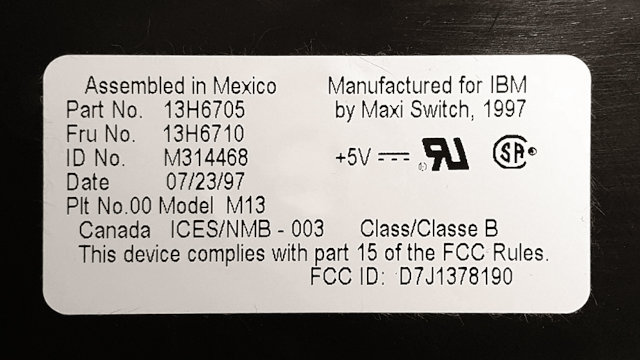 Assembled in Mexico
Part No. 13H6705
Fru No. 13H6710
ID No. M314468
Date 07/23/97
Plt No.00 Model M13
Manufactured for IBM
by Maxi Switch, 1997
+5V
Canada ICES/NMB - 003 Class/Classe B
This device complies with part 15 of the FCC Rules.
FCC ID: D7J1378190